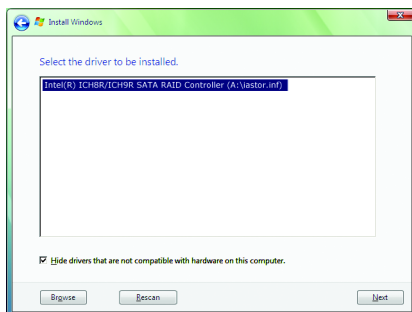 Install Windows
Select the driver to be installed.
Intel(R) ICH8R/ICH9R SATA RAID Controller (A:\iastor.inf)
Hide drivers that are not compatible with hardware on this computer.
Browse Rescan Next